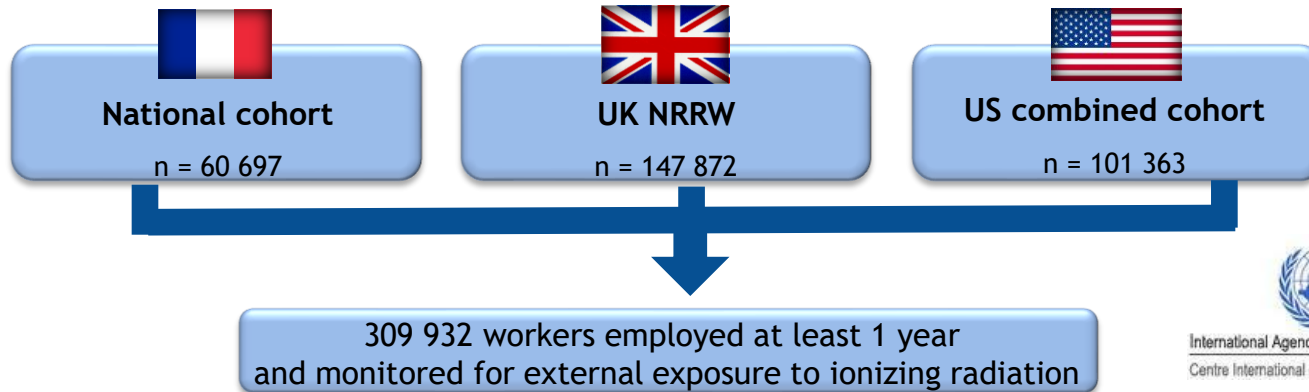 National cohort
n = 60 697
UK NRRW
n = 147 872
US combined cohort
n = 101 363
309 932 workers employed at least 1 year
and monitored for external exposure to ionizing radiation
International Agen
Centre International